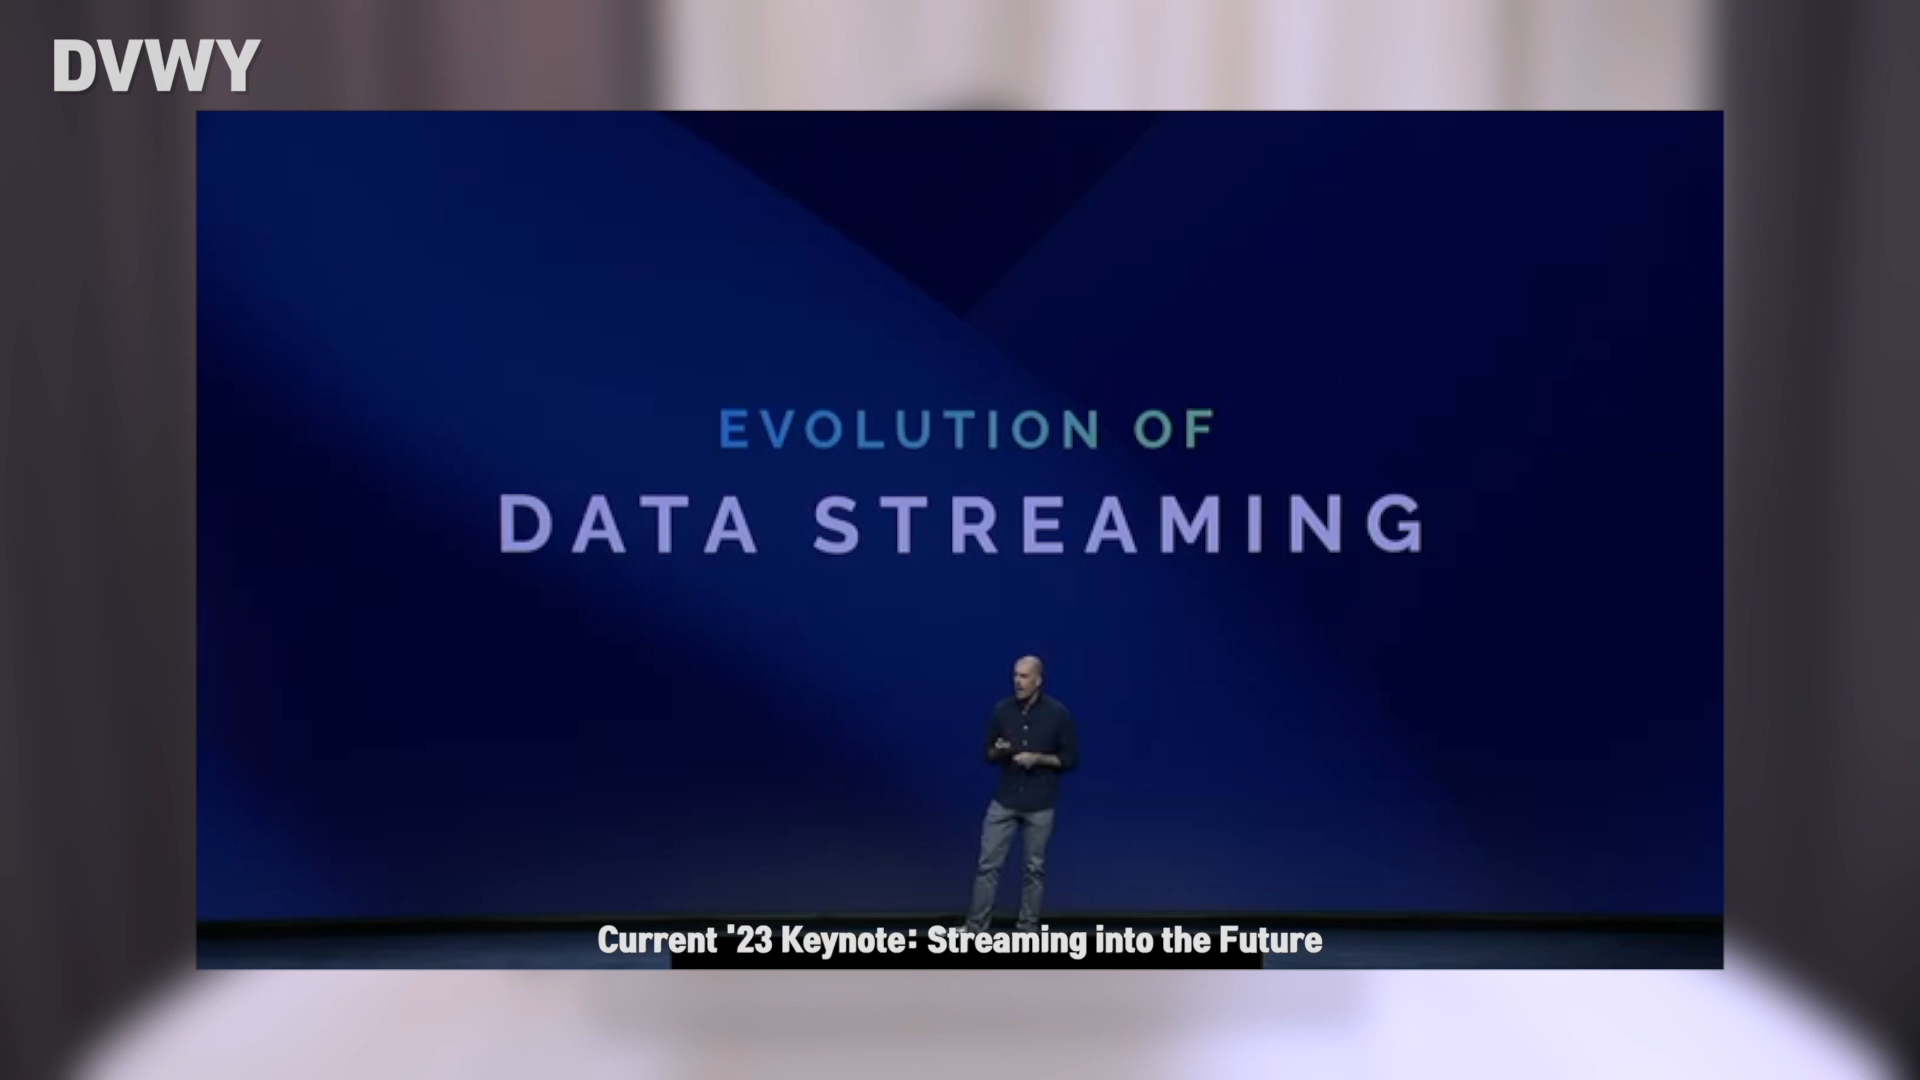 DVWY
EVOLUTION OF
DATA STREAMING
Current '23 Keynote: Streaming into the Future